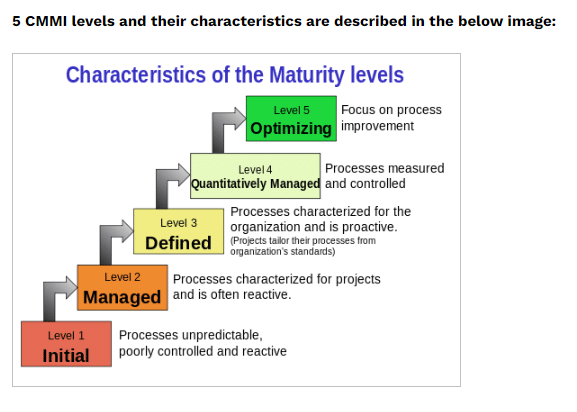 5 CMMI levels and their characteristics are described in the below image:
Characteristics of the Maturity levels
Level 5
Optimizing
Focus on process
improvement
Level 4
Quantitatively Managed
Processes measured
and controlled
Level 3
Defined
Processes characterized for the
organization and is proactive.
(Projects tailor their processes from
organization's standards)
Level 2
Managed
Processes characterized for projects
and is often reactive.
Level 1
Initial
Processes unpredictable,
poorly controlled and reactive